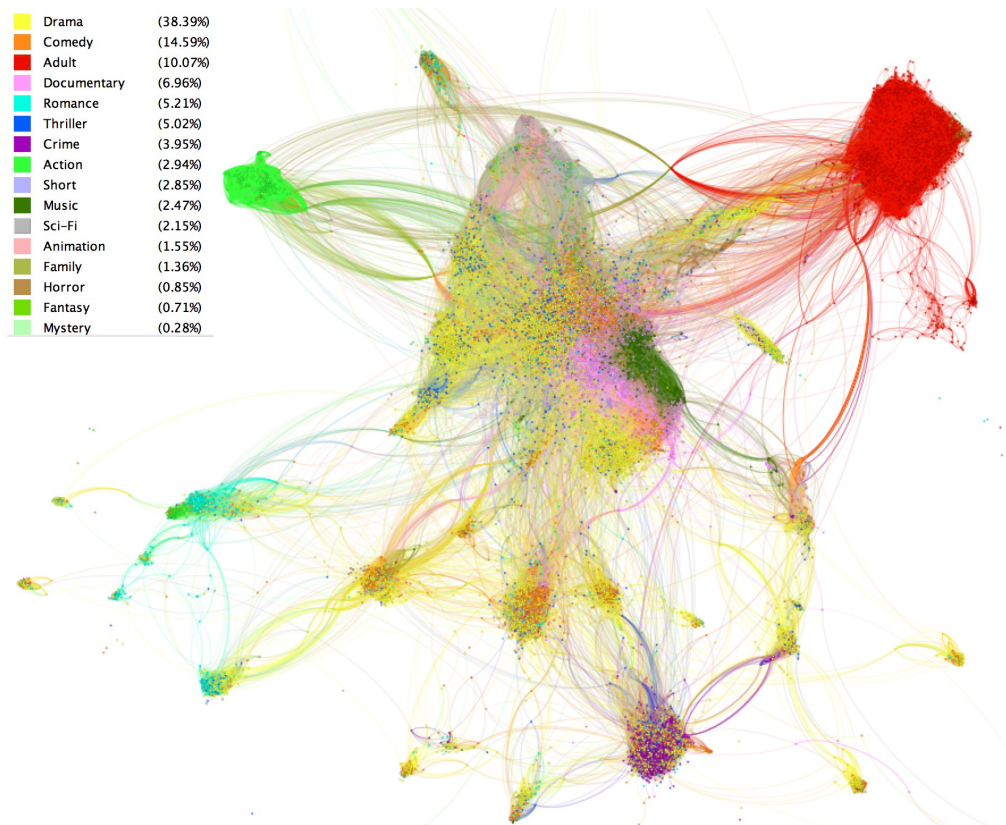 Drama (38.39%)
Comedy (14.59%)
Adult (10.07%)
Documentary (6.96%)
Romance (5.21%)
Thriller (5.02%)
Crime (3.95%)
Action (2.94%)
Short (2.85%)
Music (2.47%)
Sci-Fi (2.15%)
Animation (1.55%)
Family (1.36%)
Horror (0.85%)
Fantasy (0.71%)
Mystery (0.28%)